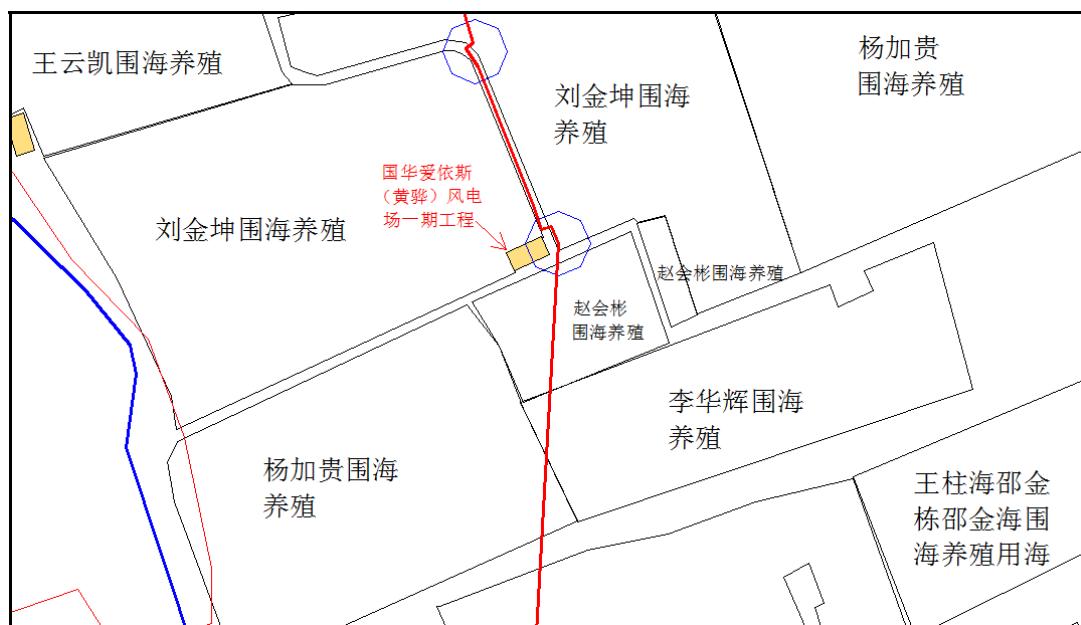 王云凯围海养殖
刘金坤围海
养殖
杨加贵
围海养殖
国华爱依斯
（黄骅）风电
场一期工程
刘金坤围海养殖
赵会彬围海养殖
赵会彬
围海养殖
李华辉围海
养殖
杨加贵围海
养殖
王柱海邵金
栋邵金海围
海养殖用海